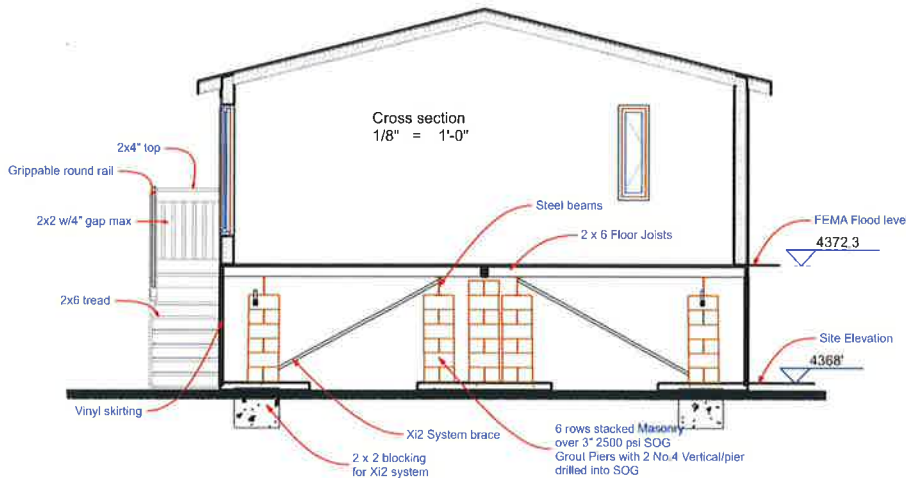 Cross section
1/8" = 1'-0"
2x4" top
Grippable round rail
2x2 w/4" gap max
Steel beams
2 x 6 Floor Joists
FEMA Flood leve
4372.3
2x6 tread
Site Elevation
4368'
Vinyl skirting
Xi2 System brace
2 x 2 blocking
for Xi2 system
6 rows stacked Masonry
over 3" 2500 psi SOG
Grout Piers with 2 No.4 Vertical/pier
drilled into SOG